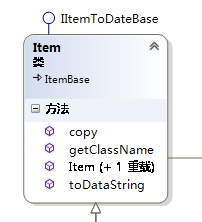 IItemToDateBase
Item
类
ItemBase
方法
copy
getClassName
Item (+ 1 重载)
toDataString